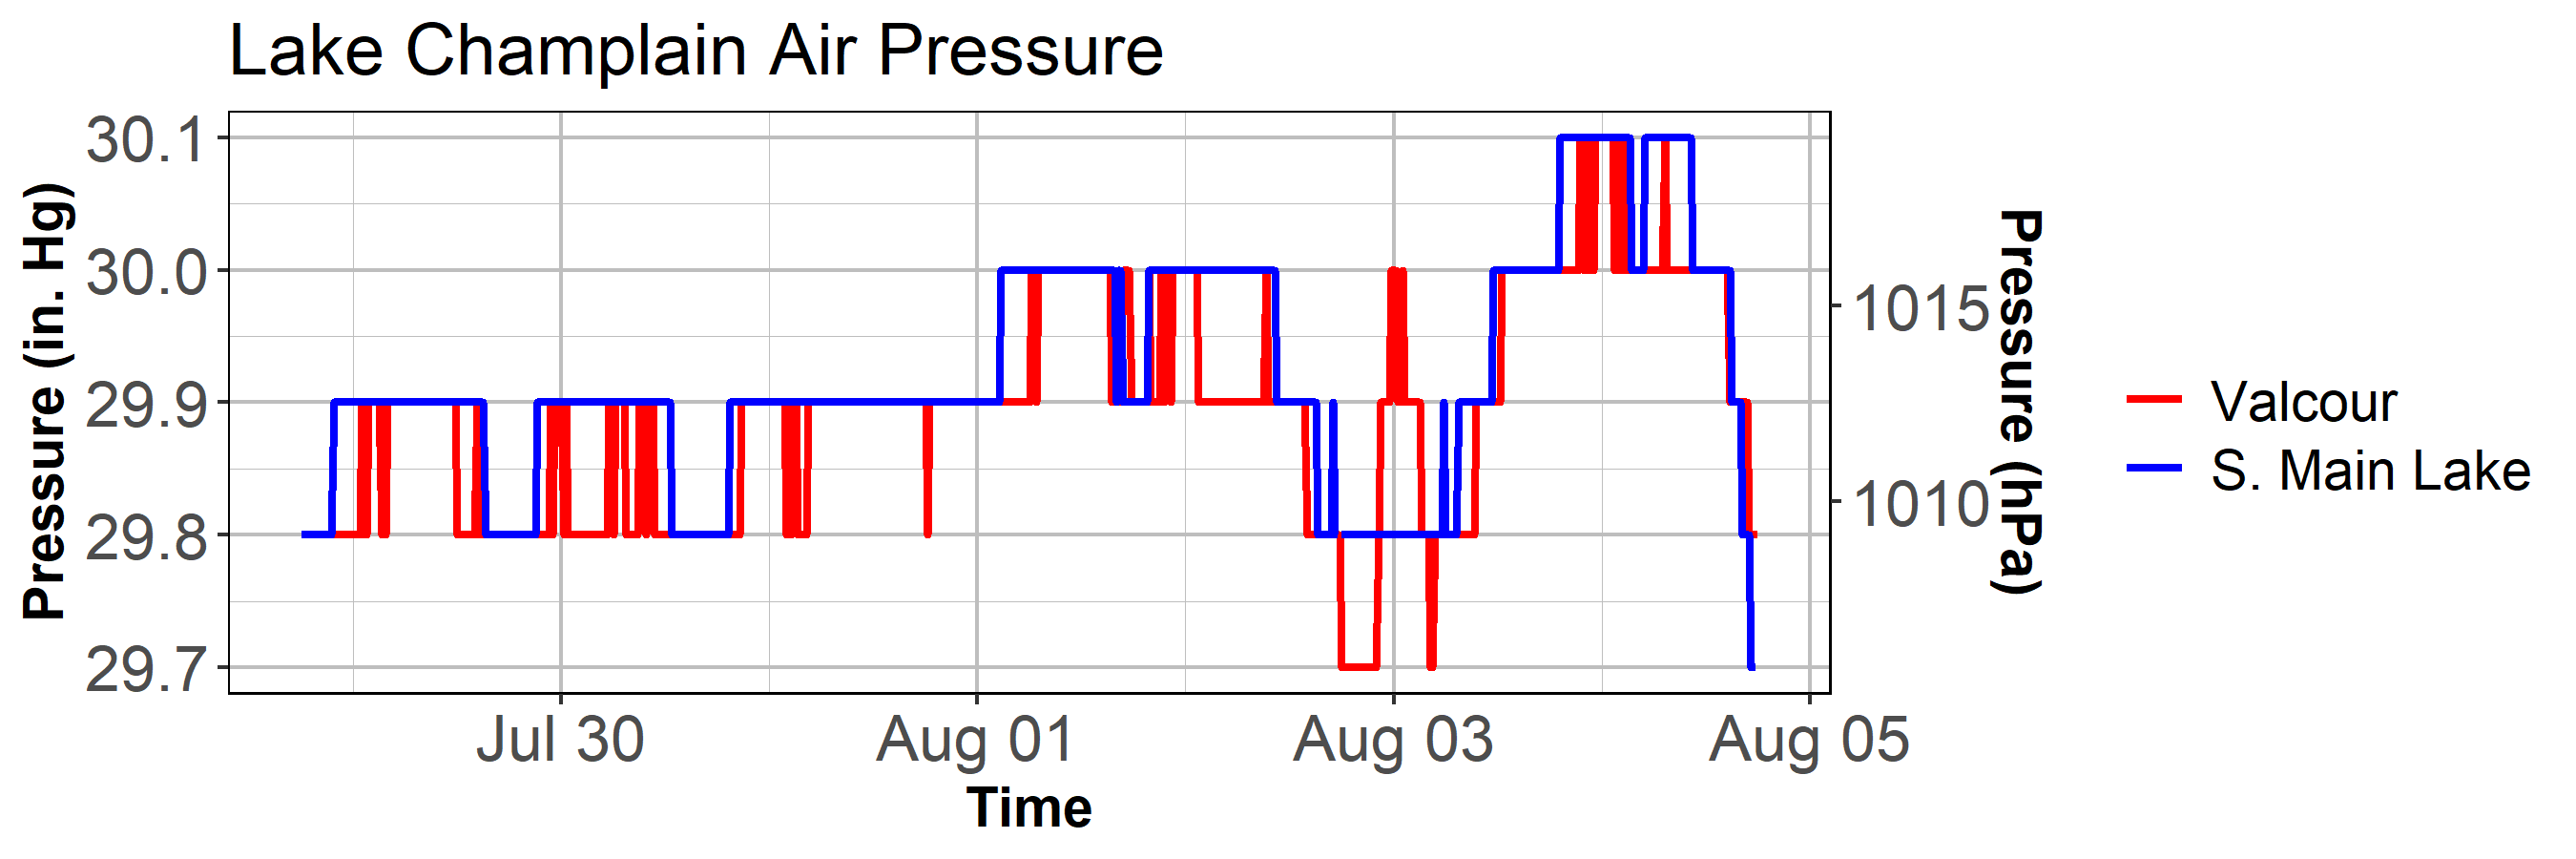 Lake Champlain Air Pressure
Pressure (in. Hg)
30.1
30.0
29.9
29.8
29.7
Jul 30
Aug 01
Aug 03
Aug 05
Time
1015
1010
Pressure (hPa)
Valcour
S. Main Lake